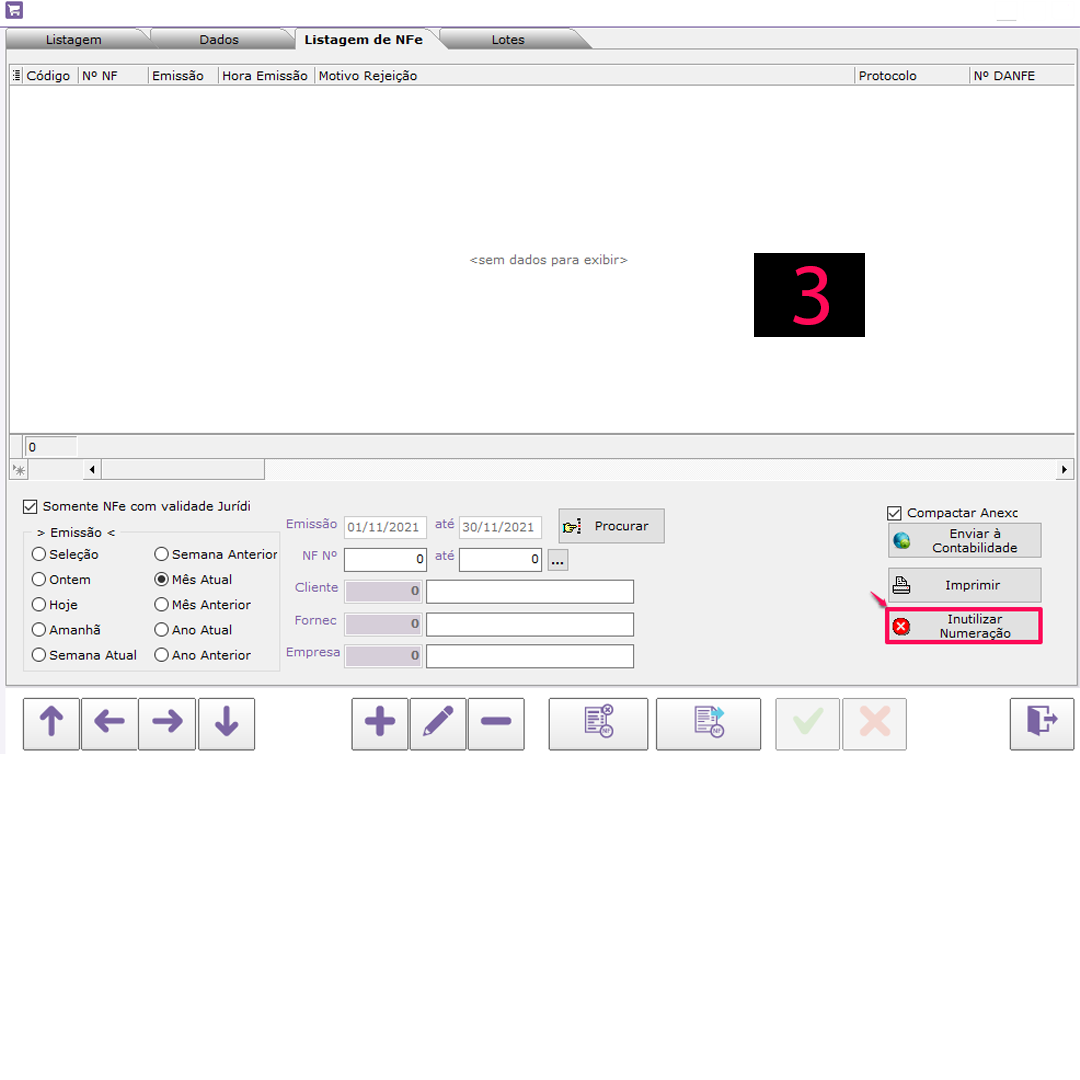 Listagem Dados Listagem de NFe Lotes
Código Nº NF Emissão Hora Emissão Motivo Rejeição Protocolo Nº DANFE
<sem dados para exibir>
3
0
Somente NFe com validade Jurídi
> Emissão <
Seleção Semana Anterior
Ontem Mês Atual
Hoje Mês Anterior
Amanhã Ano Atual
Semana Atual Ano Anterior
Emissão 01/11/2021 até 30/11/2021 Procurar
NF Nº 0 até 0 ...
Cliente 0
Fornec 0
Empresa 0
Compactar Anexc
Enviar à
Contabilidade
Imprimir
Inutilizar
Numeração